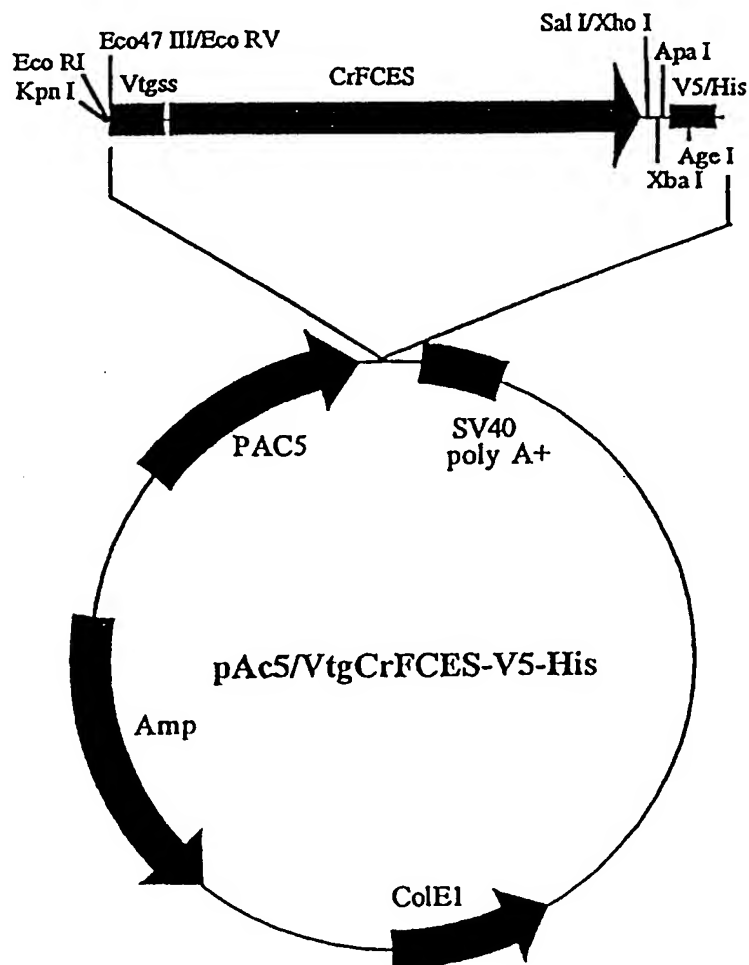 Sal I/Xho I
Eco47 III/Eco RV
Apa I
Eco RI
Vtgss
CrFCES
V5/His
Kpn I
Age I
Xba I
PAC5
SV40
poly A+
pAc5/VtgCrFCES-V5-His
Amp
ColE1